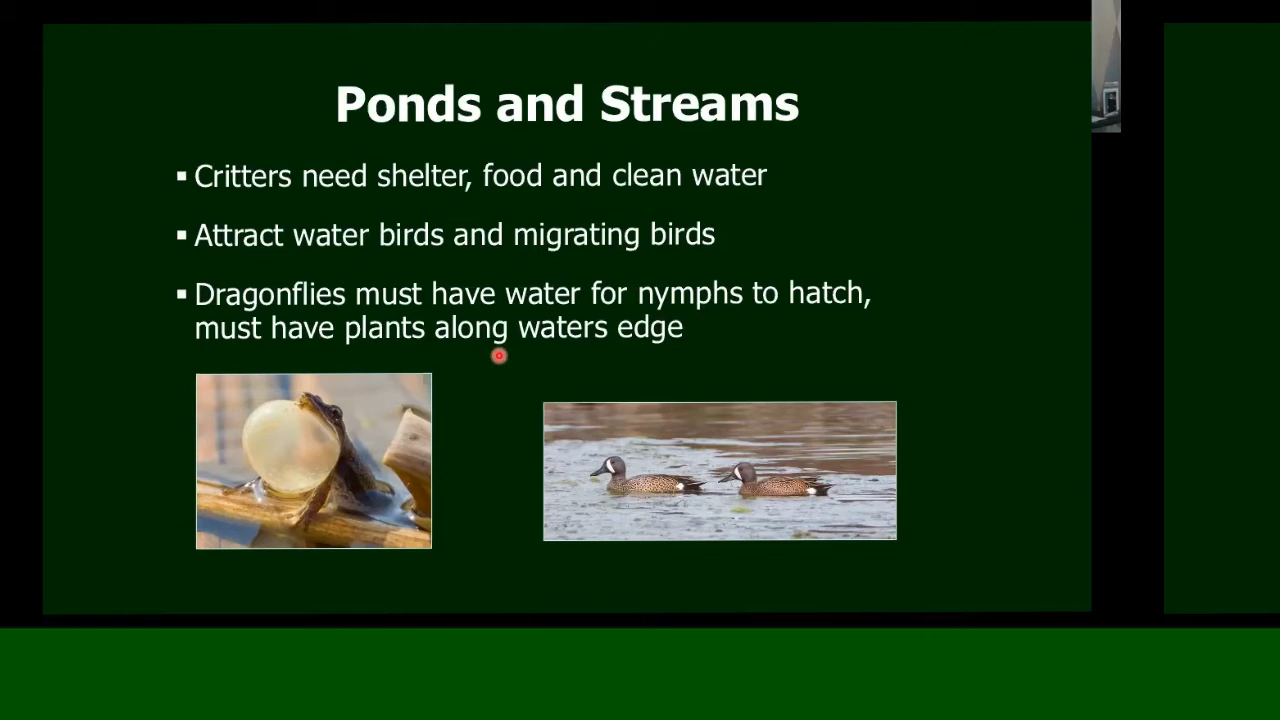 Ponds and Streams
▪ Critters need shelter, food and clean water
▪ Attract water birds and migrating birds
▪ Dragonflies must have water for nymphs to hatch,
must have plants along waters edge